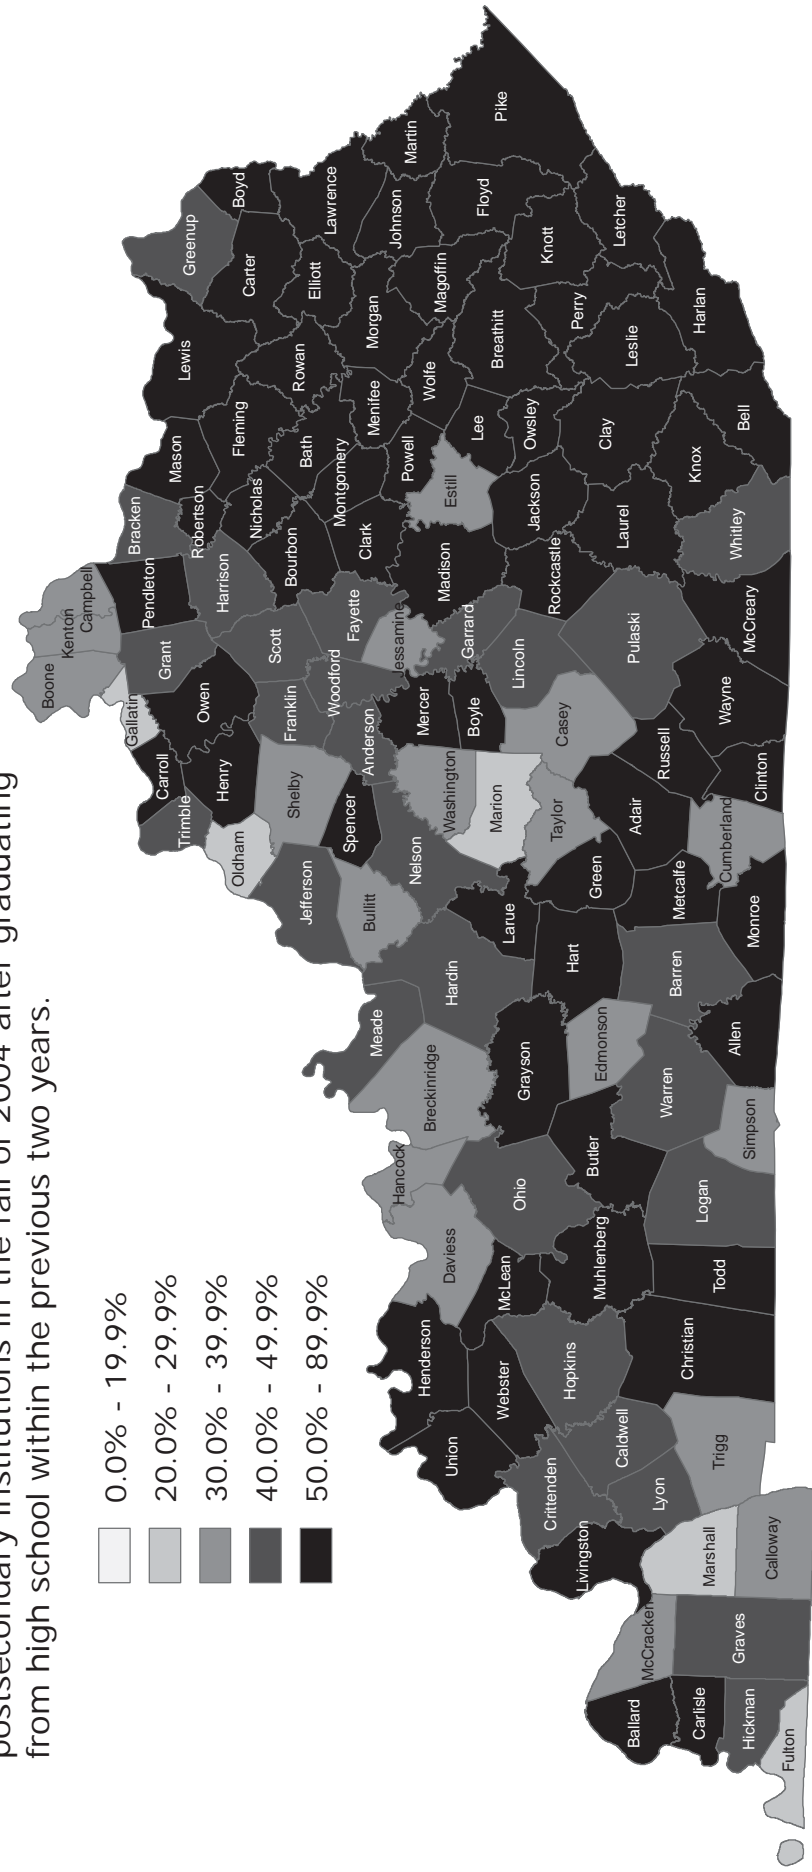 postsecondary institutions in the fall of 2004 after graduating
from high school within the previous two years.
0.0% - 19.9%
20.0% - 29.9%
30.0% - 39.9%
40.0% - 49.9%
50.0% - 89.9%
Boone
Kenton
Campbell
Gallatin
Pendleton
Bracken
Grant
Carroll
Trimble
Owen
Mason
Lewis
Greenup
Robertson
Harrison
Henry
Oldham
Fleming
Carter
Boyd
Nicholas
Scott
Franklin
Shelby
Bourbon
Bath
Rowan
Elliott
Lawrence
Jefferson
Spencer
Anderson
Woodford
Fayette
Clark
Montgomery
Menifee
Morgan
Johnson
Martin
Bullitt
Nelson
Washington
Mercer
Jessamine
Madison
Estill
Powell
Wolfe
Magoffin
Floyd
Pike
Meade
Hardin
Breckinridge
Hancock
Daviess
Henderson
Union
Webster
McLean
Ohio
Grayson
Larue
Marion
Boyle
Garrard
Lincoln
Rockcastle
Jackson
Lee
Owsley
Breathitt
Knott
Perry
Letcher
Leslie
Clay
Laurel
Pulaski
Casey
Taylor
Green
Hart
Edmonson
Butler
Muhlenberg
Hopkins
Crittenden
Livingston
Caldwell
Lyon
Christian
Todd
Logan
Warren
Barren
Metcalfe
Adair
Russell
Wayne
McCreary
Whitley
Knox
Bell
Harlan
Clinton
Cumberland
Monroe
Allen
Simpson
Trigg
Marshall
Calloway
McCracken
Graves
Ballard
Carlisle
Hickman
Fulton